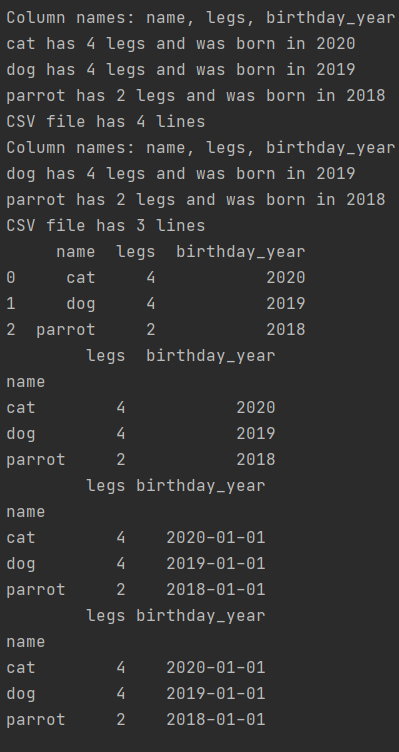 Column names: name, legs, birthday_year
cat has 4 legs and was born in 2020
dog has 4 legs and was born in 2019
parrot has 2 legs and was born in 2018
CSV file has 4 lines
Column names: name, legs, birthday_year
dog has 4 legs and was born in 2019
parrot has 2 legs and was born in 2018
CSV file has 3 lines
     name  legs  birthday_year
0     cat     4           2020
1     dog     4           2019
2  parrot     2           2018
        legs  birthday_year
name
cat        4           2020
dog        4           2019
parrot     2           2018
        legs birthday_year
name
cat        4    2020-01-01
dog        4    2019-01-01
parrot     2    2018-01-01
        legs birthday_year
name
cat        4    2020-01-01
dog        4    2019-01-01
parrot     2    2018-01-01